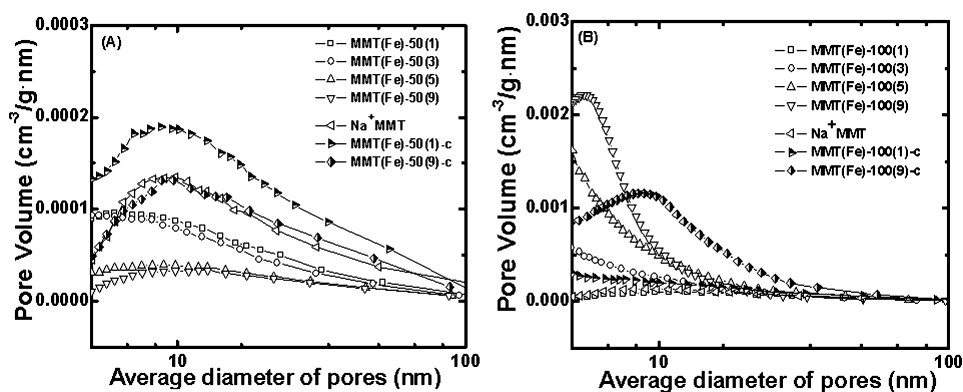 (A)
0.0003
0.0002
0.0001
0.0000
Pore Volume (cm⁻³/g·nm)
MMT(Fe)-50(1)
MMT(Fe)-50(3)
MMT(Fe)-50(5)
MMT(Fe)-50(9)
Na⁺MMT
MMT(Fe)-50(1)-c
MMT(Fe)-50(9)-c
10
100
Average diameter of pores (nm)
(B)
0.003
0.002
0.001
0.000
Pore Volume (cm⁻³/g·nm)
MMT(Fe)-100(1)
MMT(Fe)-100(3)
MMT(Fe)-100(5)
MMT(Fe)-100(9)
Na⁺MMT
MMT(Fe)-100(1)-c
MMT(Fe)-100(9)-c
10
100
Average diameter of pores (nm)